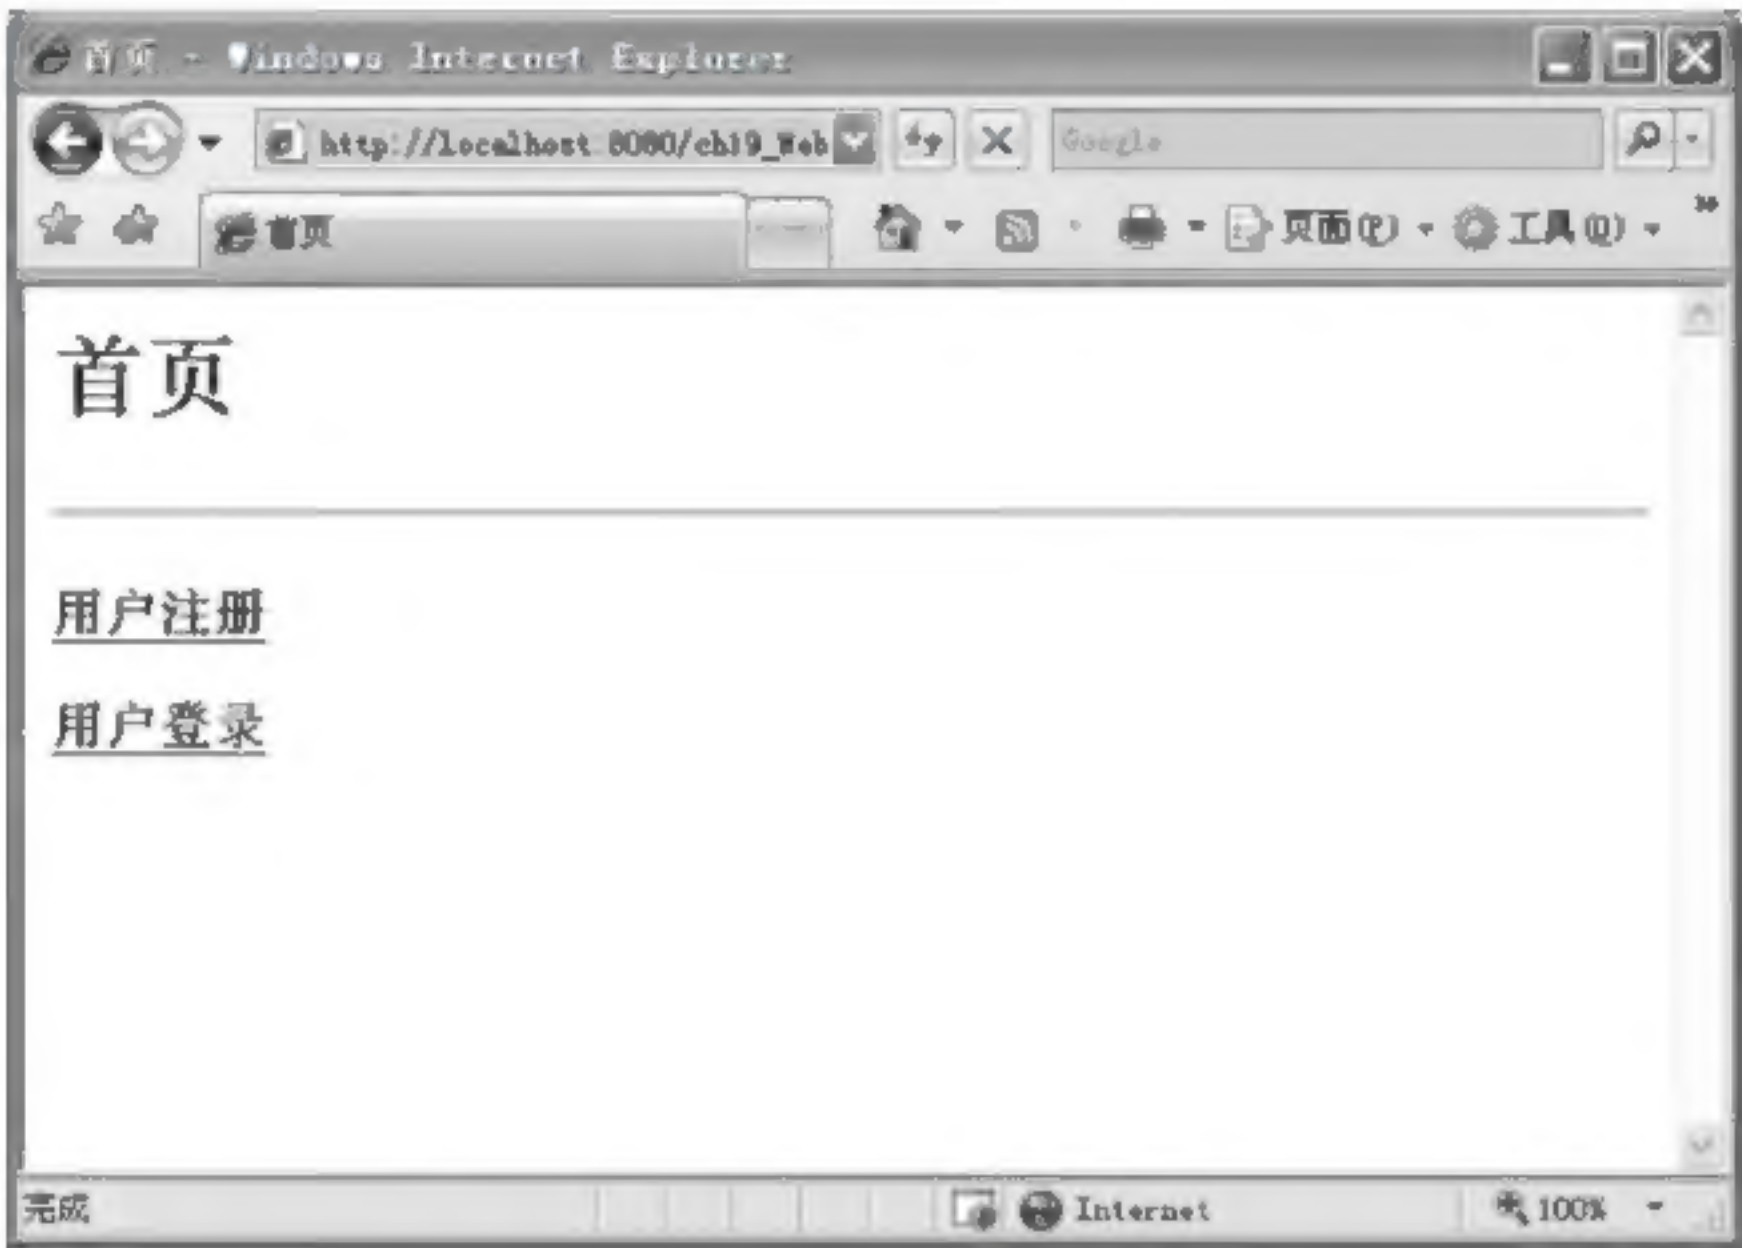 首页 - Windows Internet Explorer
http://localhost:8080/ch19_Web
Google
首页
页面(P)
工具(O)
首页
用户注册
用户登录
完成
Internet
100%